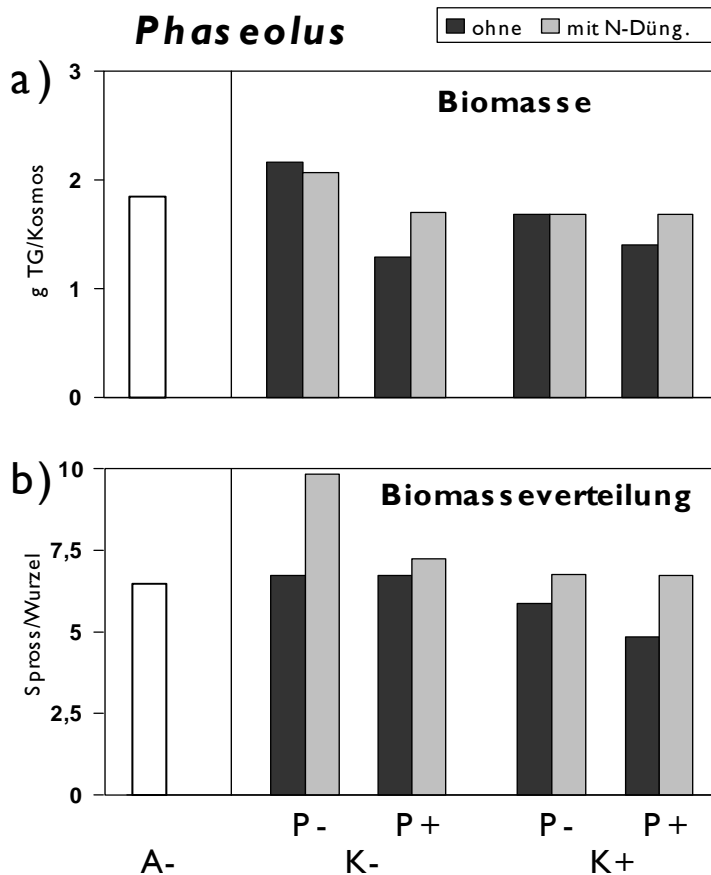 Phaseolus
ohne mit N-Düng.
a)
Biomasse
3
2
1
0
g TG/Kosmos
b)
Biomasseverteilung
10
7,5
5
2,5
0
Spross/Wurzel
P- P+ P- P+
A- K- K+